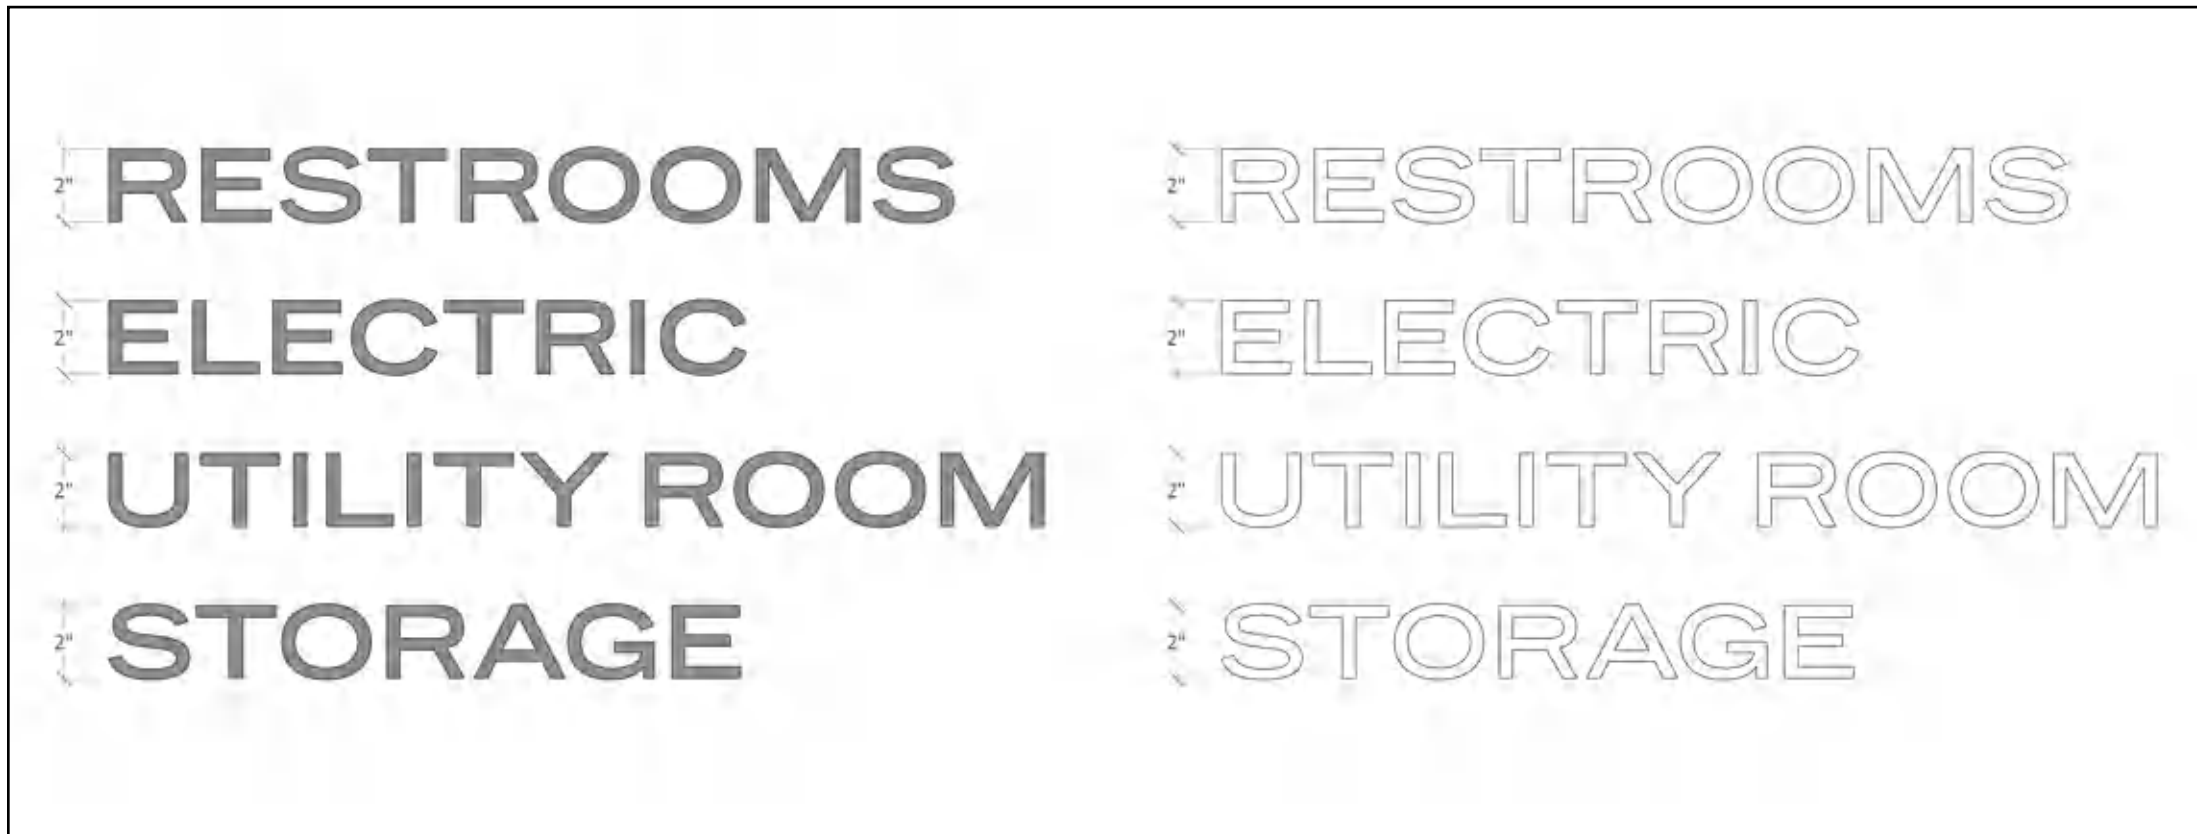 2" RESTROOMS
2" ELECTRIC
2" UTILITY ROOM
2" STORAGE
2" RESTROOMS
2" ELECTRIC
2" UTILITY ROOM
2" STORAGE